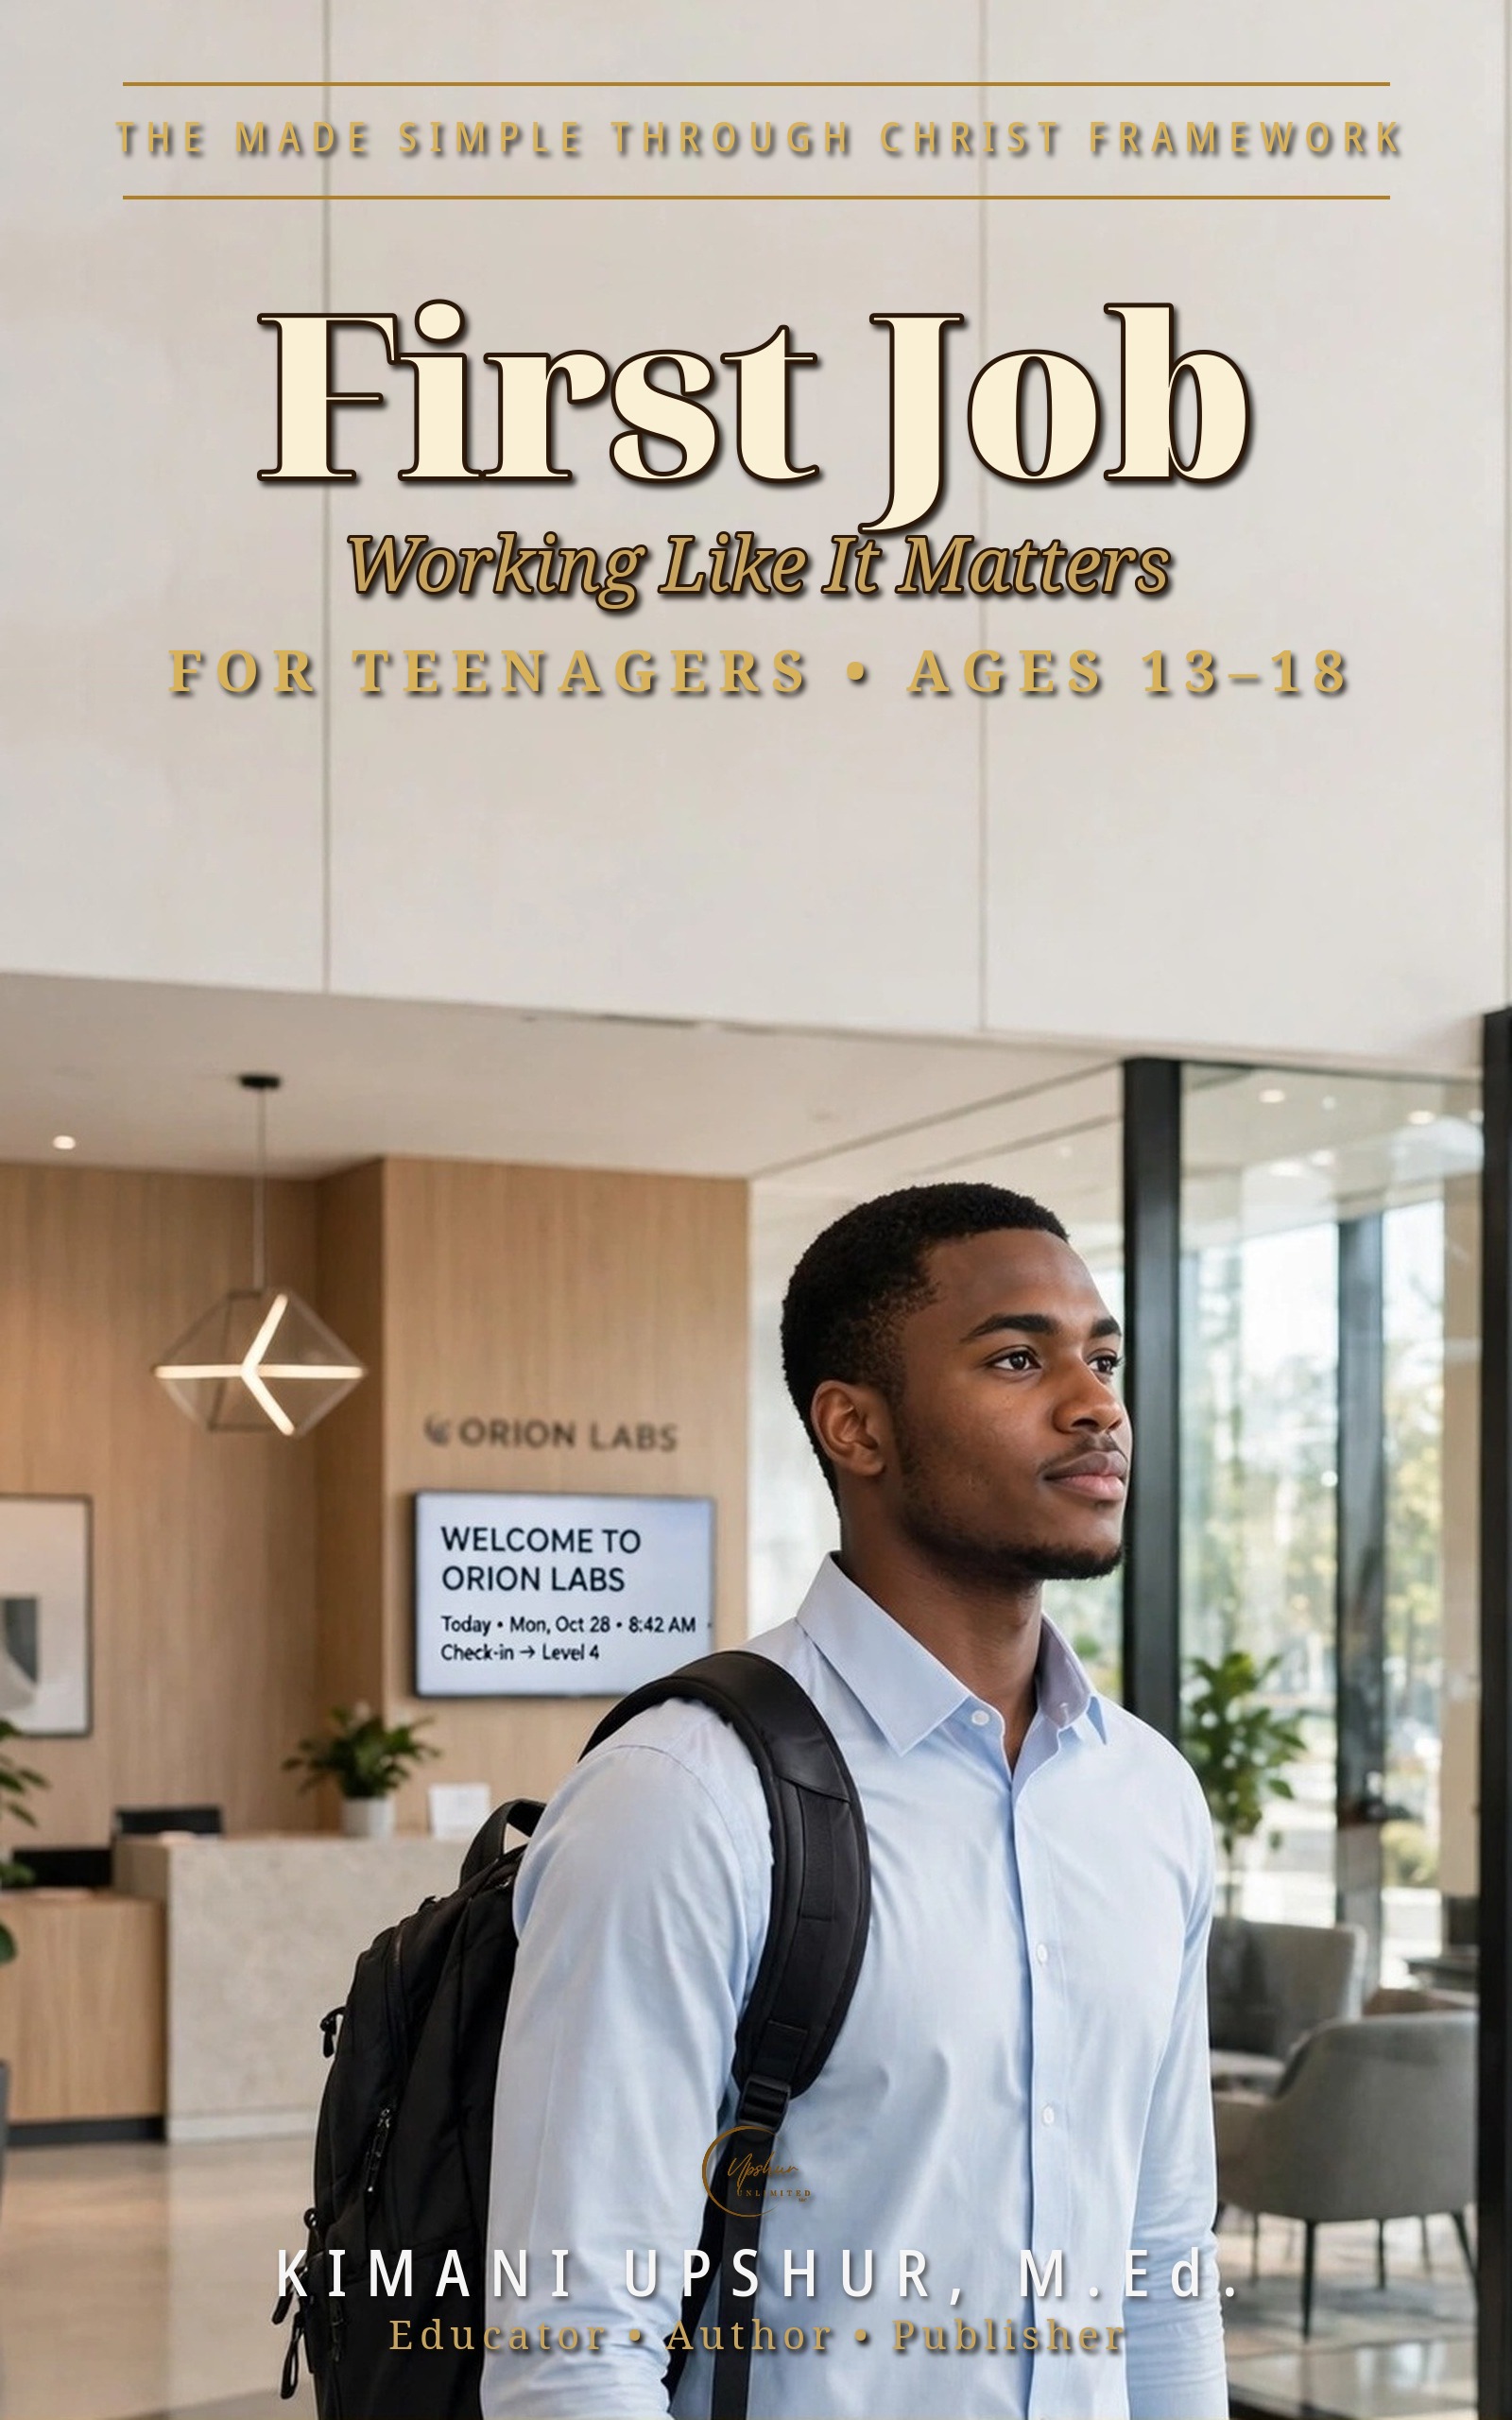 THE MADE SIMPLE THROUGH CHRIST FRAMEWORK
First Job
Working Like It Matters
FOR TEENAGERS • AGES 13–18
ORION LABS
WELCOME TO
ORION LABS
Today • Mon, Oct 28 • 8:42 AM
Check-in → Level 4
Upshur
UNLIMITED
KIMANI UPSHUR, M.Ed.
Educator • Author • Publisher